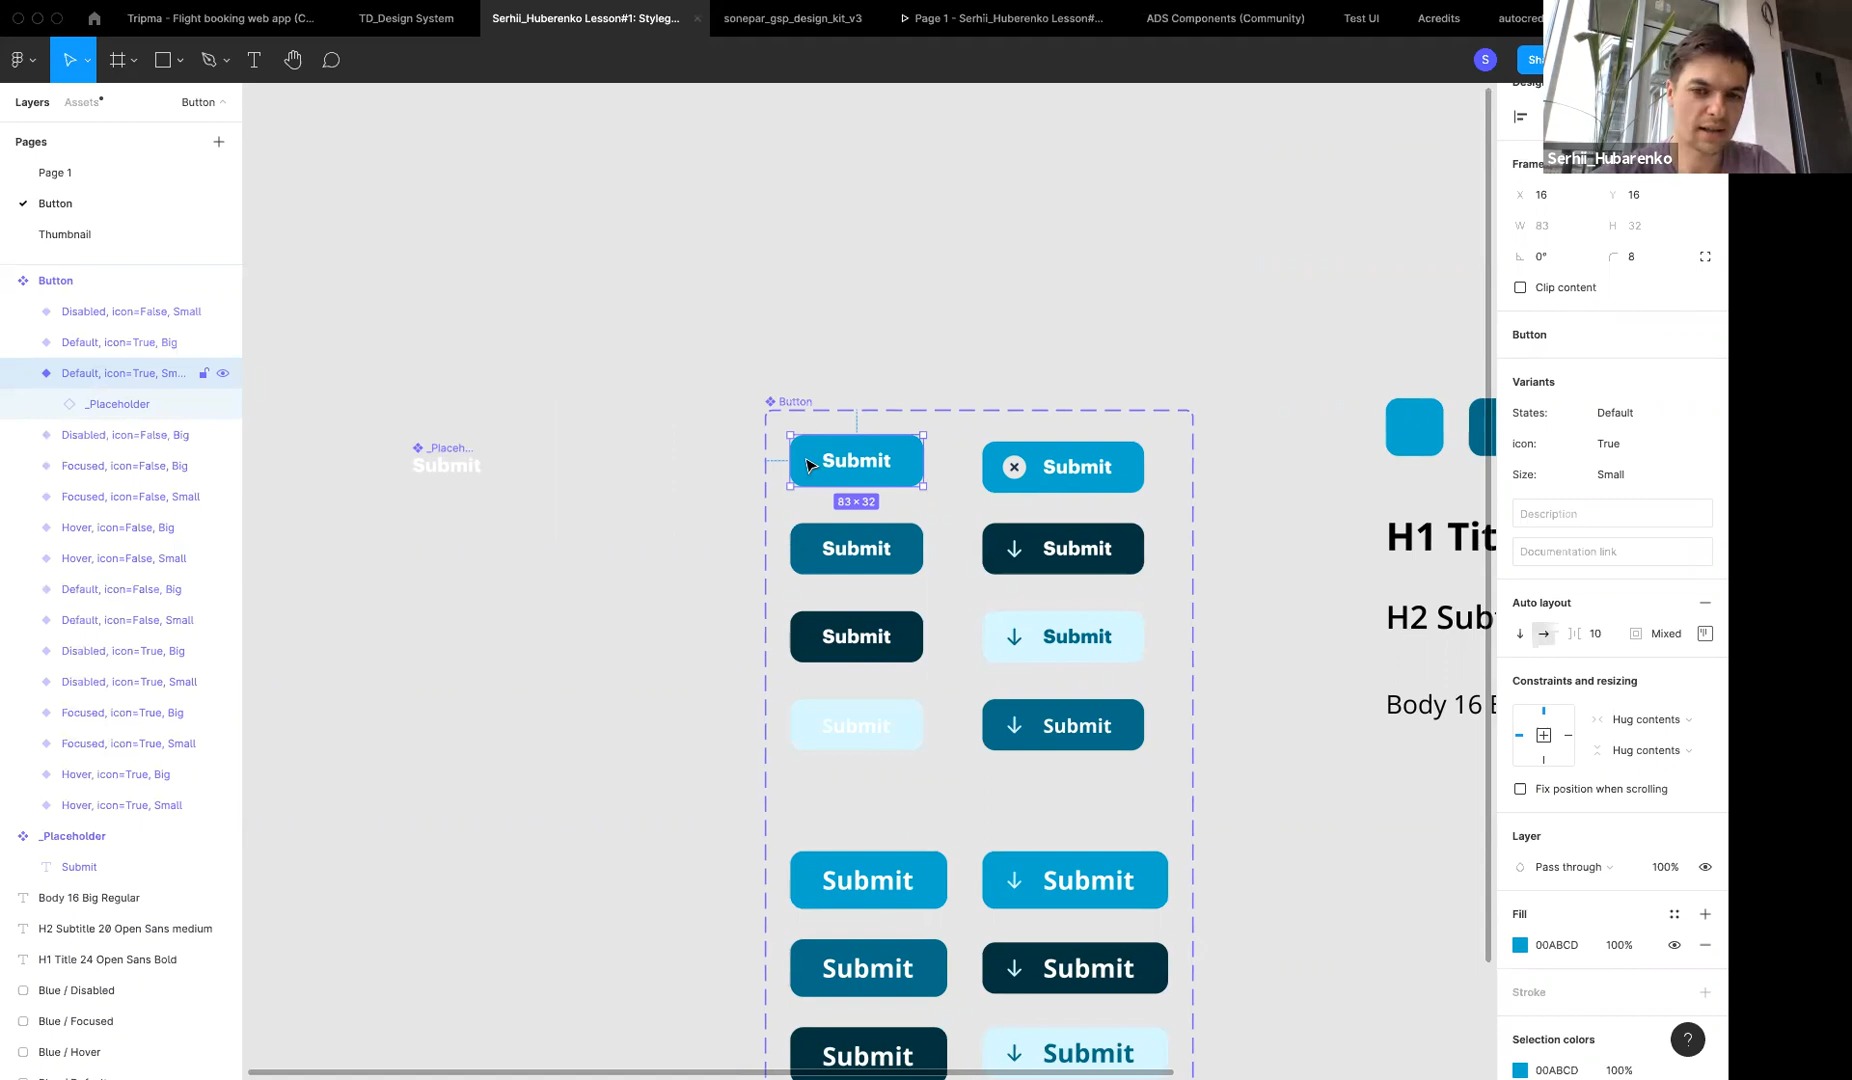 Tripma - Flight booking web app (C...
TD_Design System
Serhii_Huberenko Lesson#1: Styleg...
sonepar_gsp_design_kit_v3
Page 1 - Serhii_Huberenko Lesson#...
ADS Components (Community)
Test UI
Acredits
autocred
S
Sha
Layers
Assets
Button
Pages
Page 1
Button
Thumbnail
Button
Disabled, icon=False, Small
Default, icon=True, Big
Default, icon=True, Sm...
_Placeholder
Disabled, icon=False, Big
Focused, icon=False, Big
Focused, icon=False, Small
Hover, icon=False, Big
Hover, icon=False, Small
Default, icon=False, Big
Default, icon=False, Small
Disabled, icon=True, Big
Disabled, icon=True, Small
Focused, icon=True, Big
Focused, icon=True, Small
Hover, icon=True, Big
Hover, icon=True, Small
_Placeholder
Submit
Body 16 Big Regular
H2 Subtitle 20 Open Sans medium
H1 Title 24 Open Sans Bold
Blue / Disabled
Blue / Focused
Blue / Hover
_Placeh...
Submit
Button
Submit
Submit
83 × 32
Submit
Submit
Submit
Submit
Submit
Submit
Submit
Submit
Submit
Submit
Submit
Submit
H1 Tit
H2 Sub
Body 16 B
Serhii_Hubarenko
Frame
X 16
Y 16
W 83
H 32
0°
8
Clip content
Button
Variants
States: Default
icon: True
Size: Small
Description
Documentation link
Auto layout
10
Mixed
Constraints and resizing
Hug contents
Hug contents
Fix position when scrolling
Layer
Pass through 100%
Fill
00ABCD 100%
Stroke
Selection colors
00ABCD 100%
?